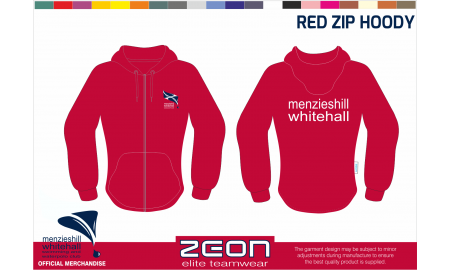 RED ZIP HOODY
menzieshill
whitehall
menzieshill
whitehall
OFFICIAL MERCHANDISE
ZEON
elite teamwear
The garment design may be subject to minor
adjustments during manufacture to ensure
the best quality product is supplied.